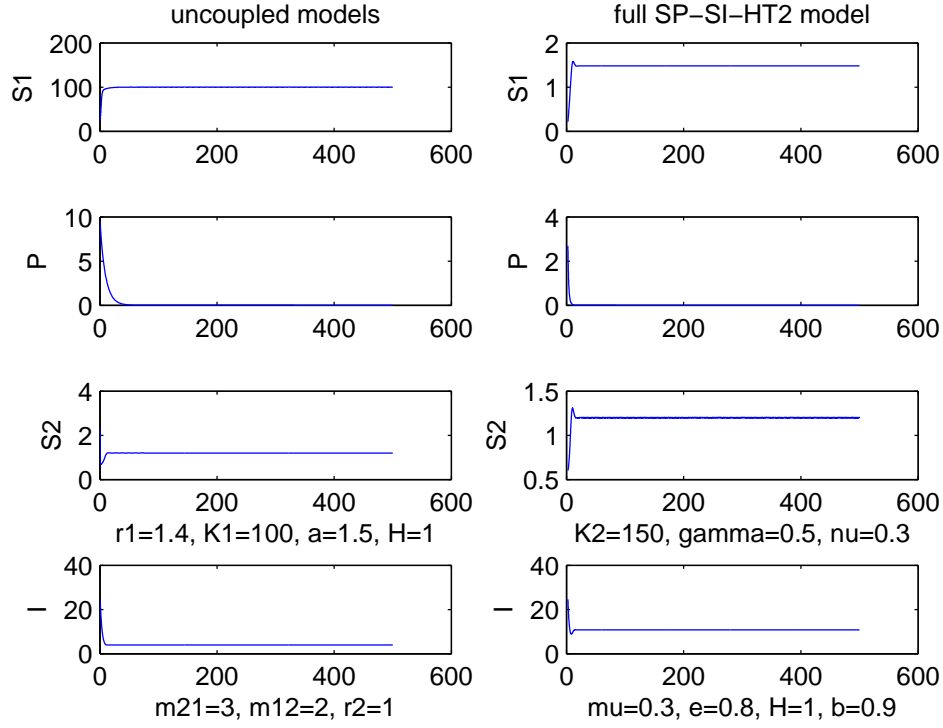 uncoupled models
full SP−SI−HT2 model
200
100
0
S1
0 200 400 600
2
1
0
S1
0 200 400 600
10
5
0
P
0 200 400 600
4
2
0
P
0 200 400 600
4
2
0
S2
0 200 400 600
r1=1.4, K1=100, a=1.5, H=1
1.5
1
0.5
S2
0 200 400 600
K2=150, gamma=0.5, nu=0.3
40
20
0
I
0 200 400 600
m21=3, m12=2, r2=1
40
20
0
I
0 200 400 600
mu=0.3, e=0.8, H=1, b=0.9